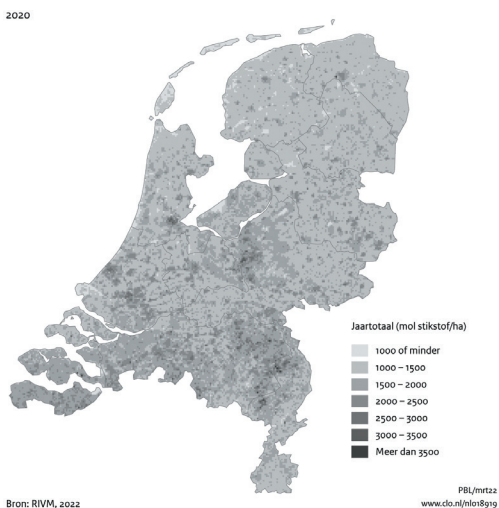 2020
Jaartotaal (mol stikstof/ha)
1000 of minder
1000 – 1500
1500 – 2000
2000 – 2500
2500 – 3000
3000 – 3500
Meer dan 3500
PBL/mrt22
Bron: RIVM, 2022
www.clo.nl/nl018919